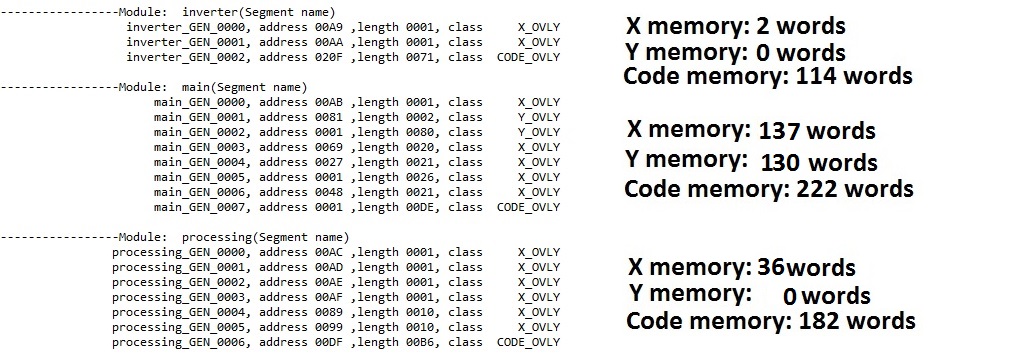 ------------------Module: inverter(Segment name)
inverter_GEN_0000, address 00A9 ,length 0001, class X_OVLY
inverter_GEN_0001, address 00AA ,length 0001, class X_OVLY
inverter_GEN_0002, address 020F ,length 0071, class CODE_OVLY
X memory: 2 words
Y memory: 0 words
Code memory: 114 words
------------------Module: main(Segment name)
main_GEN_0000, address 00AB ,length 0001, class X_OVLY
main_GEN_0001, address 0081 ,length 0002, class Y_OVLY
main_GEN_0002, address 0001 ,length 0080, class Y_OVLY
main_GEN_0003, address 0069 ,length 0020, class X_OVLY
main_GEN_0004, address 0027 ,length 0021, class X_OVLY
main_GEN_0005, address 0001 ,length 0026, class X_OVLY
main_GEN_0006, address 0048 ,length 0021, class X_OVLY
main_GEN_0007, address 0001 ,length 00DE, class CODE_OVLY
X memory: 137 words
Y memory: 130 words
Code memory: 222 words
------------------Module: processing(Segment name)
processing_GEN_0000, address 00AC ,length 0001, class X_OVLY
processing_GEN_0001, address 00AD ,length 0001, class X_OVLY
processing_GEN_0002, address 00AE ,length 0001, class X_OVLY
processing_GEN_0003, address 00AF ,length 0001, class X_OVLY
processing_GEN_0004, address 0089 ,length 0010, class X_OVLY
processing_GEN_0005, address 0099 ,length 0010, class X_OVLY
processing_GEN_0006, address 00DF ,length 00B6, class CODE_OVLY
X memory: 36words
Y memory: 0 words
Code memory: 182 words